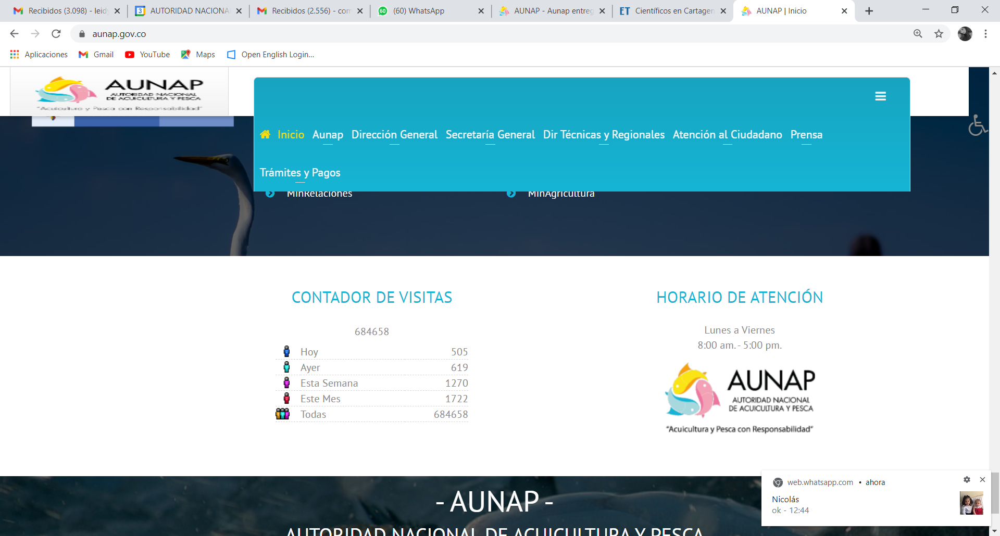 Recibidos (3.098) - leid
AUTORIDAD NACIONA
Recibidos (2.556) - com
(60) WhatsApp
AUNAP - Aunap entreg
Científicos en Cartagen
AUNAP | Inicio
aunap.gov.co
Aplicaciones
Gmail
YouTube
Maps
Open English Login...
AUNAP
AUTORIDAD NACIONAL
DE ACUICULTURA Y PESCA
"Acuicultura y Pesca con Responsabilidad"
Inicio Aunap Dirección General Secretaría General Dir Técnicas y Regionales Atención al Ciudadano Prensa
Trámites y Pagos
MinRelaciones
MinAgricultura
CONTADOR DE VISITAS
684658
Hoy 505
Ayer 619
Esta Semana 1270
Este Mes 1722
Todas 684658
HORARIO DE ATENCIÓN
Lunes a Viernes
8:00 am. - 5:00 pm.
AUNAP
AUTORIDAD NACIONAL
DE ACUICULTURA Y PESCA
"Acuicultura y Pesca con Responsabilidad"
- AUNAP -
AUTORIDAD NACIONAL DE ACUICULTURA Y PESCA
web.whatsapp.com • ahora
Nicolás
ok - 12:44